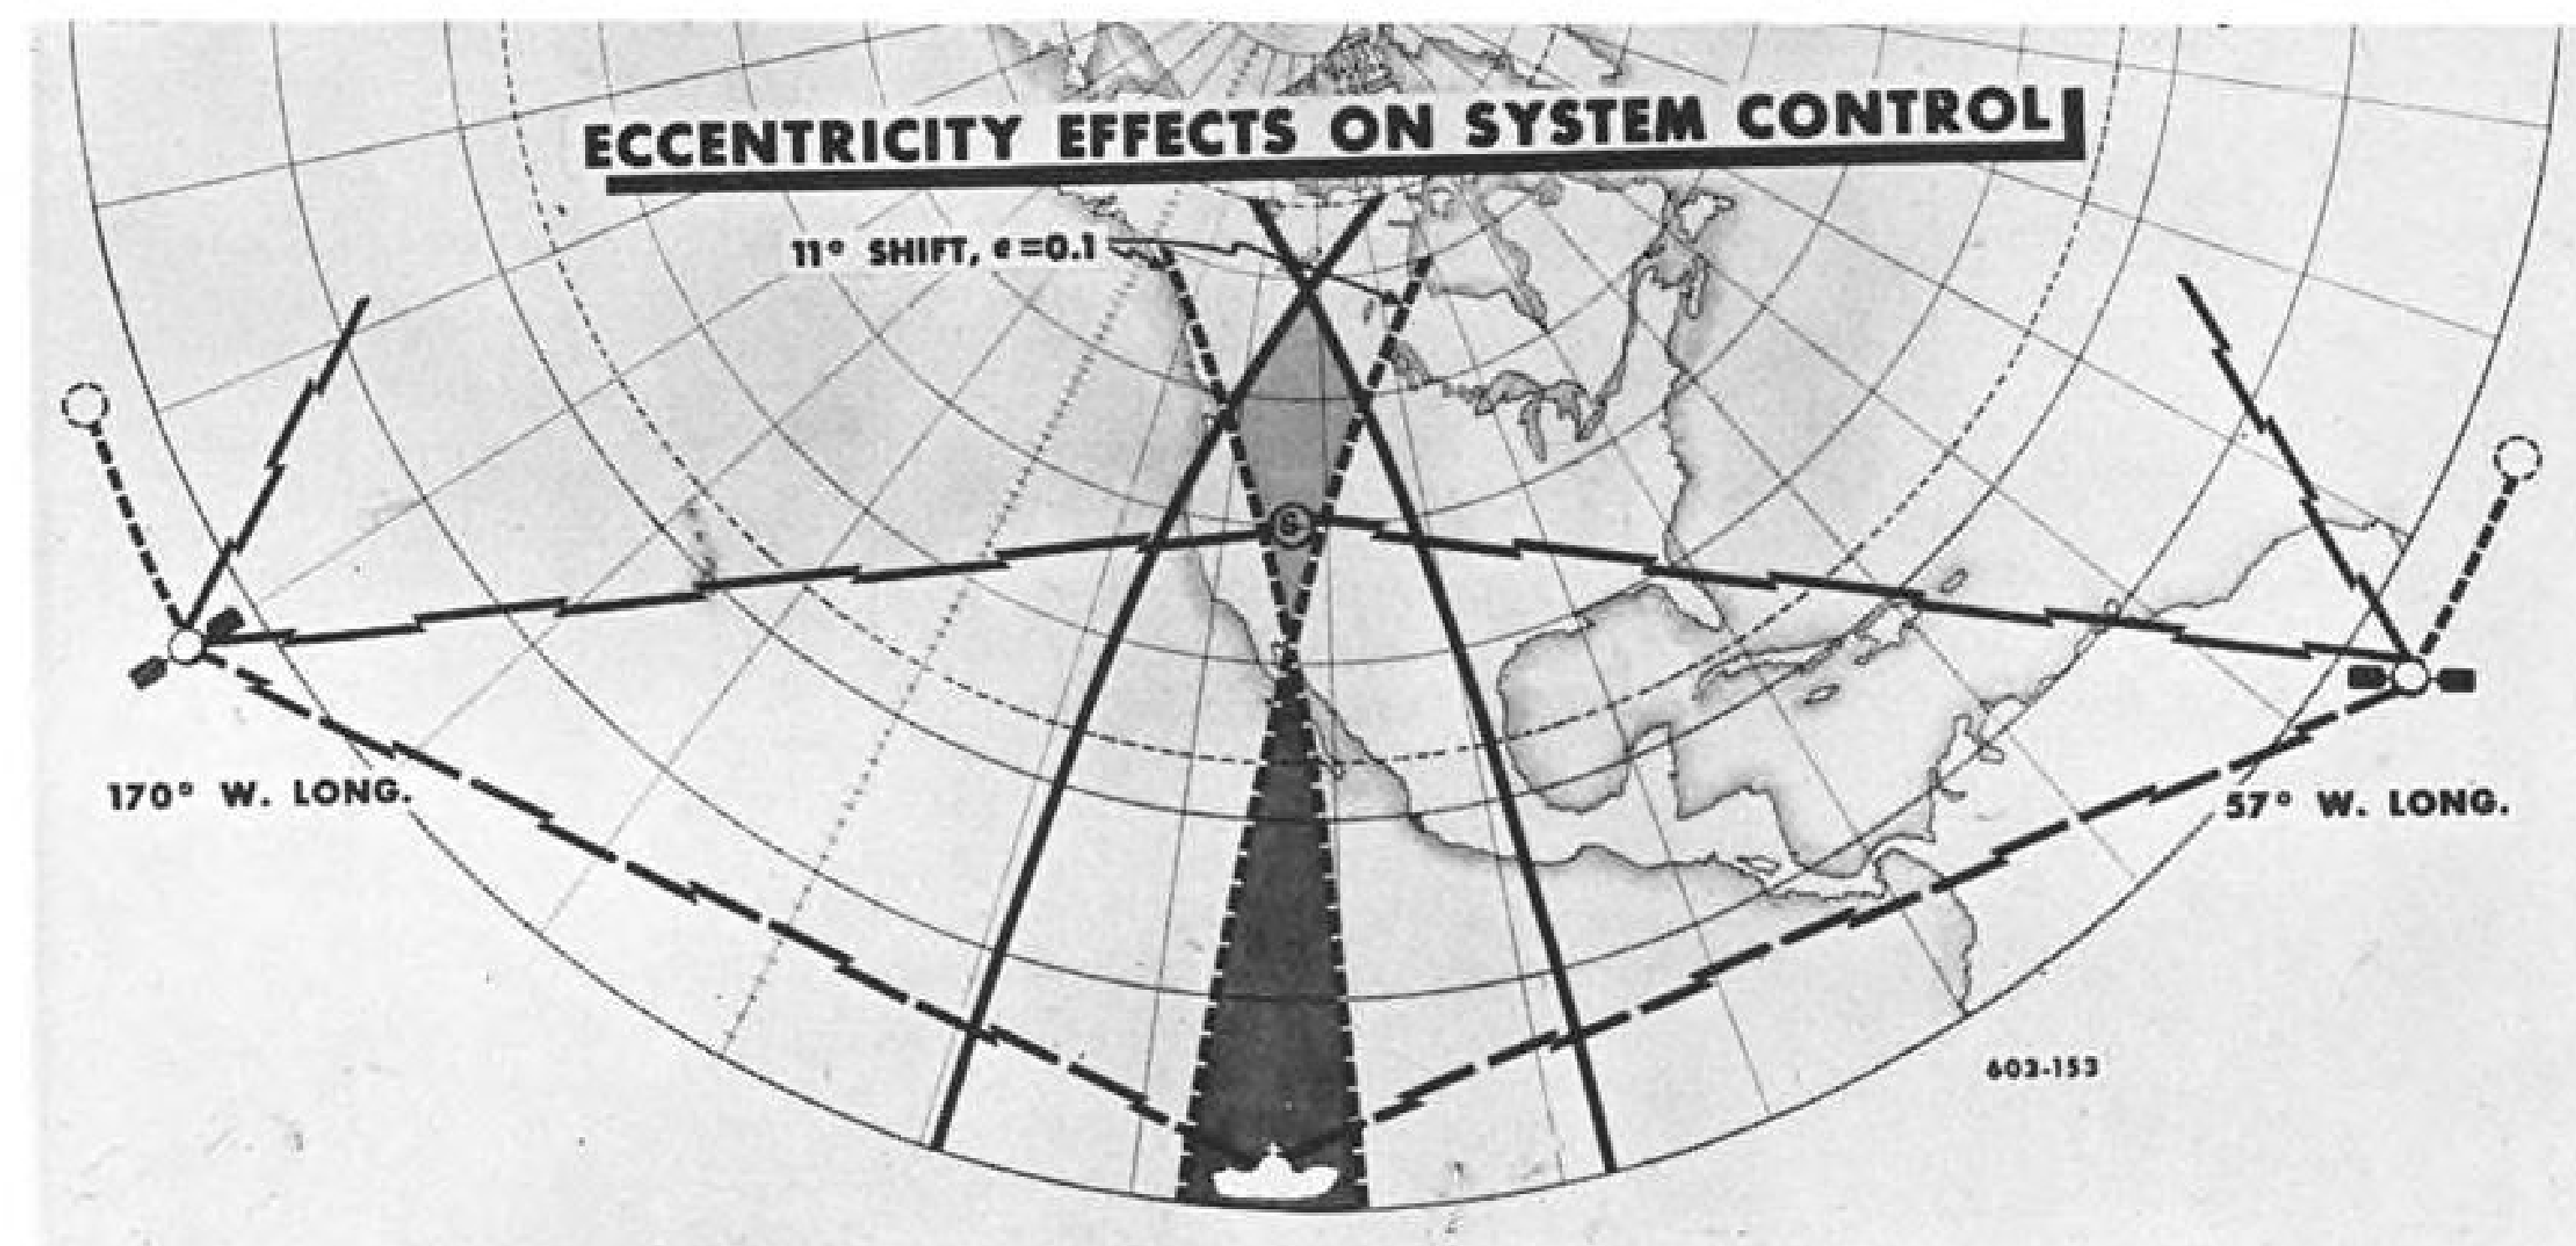 ECCENTRICITY EFFECTS ON SYSTEM CONTROL
11° SHIFT, e=0.1
G
170° W. LONG.
57° W. LONG.
603-153